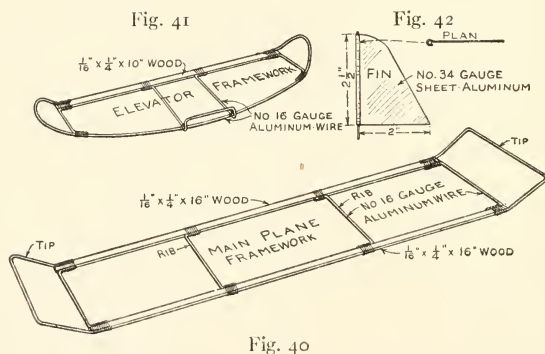 Fig. 41
1/16" x 1/4" x 10" WOOD
ELEVATOR FRAMEWORK
NO 16 GAUGE
ALUMINUM-WIRE
Fig. 42
PLAN
2 1/2"
FIN
NO. 34 GAUGE
SHEET-ALUMINUM
2"
TIP
1/16" x 1/4" x 16" WOOD
RIB
NO 16 GAUGE
ALUMINUM WIRE
MAIN PLANE
FRAMEWORK
RIB
TIP
1/16" x 1/4" x 16" WOOD
Fig. 40